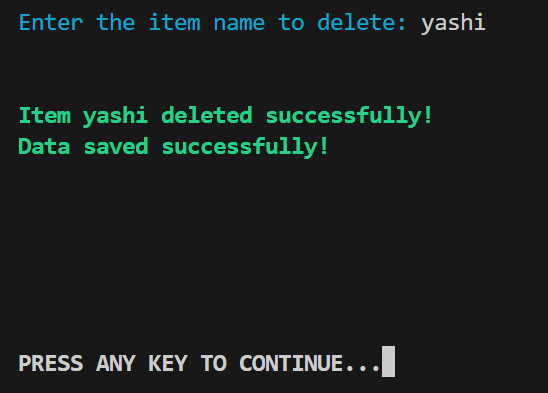 Enter the item name to delete: yashi
Item yashi deleted successfully!
Data saved successfully!
PRESS ANY KEY TO CONTINUE...